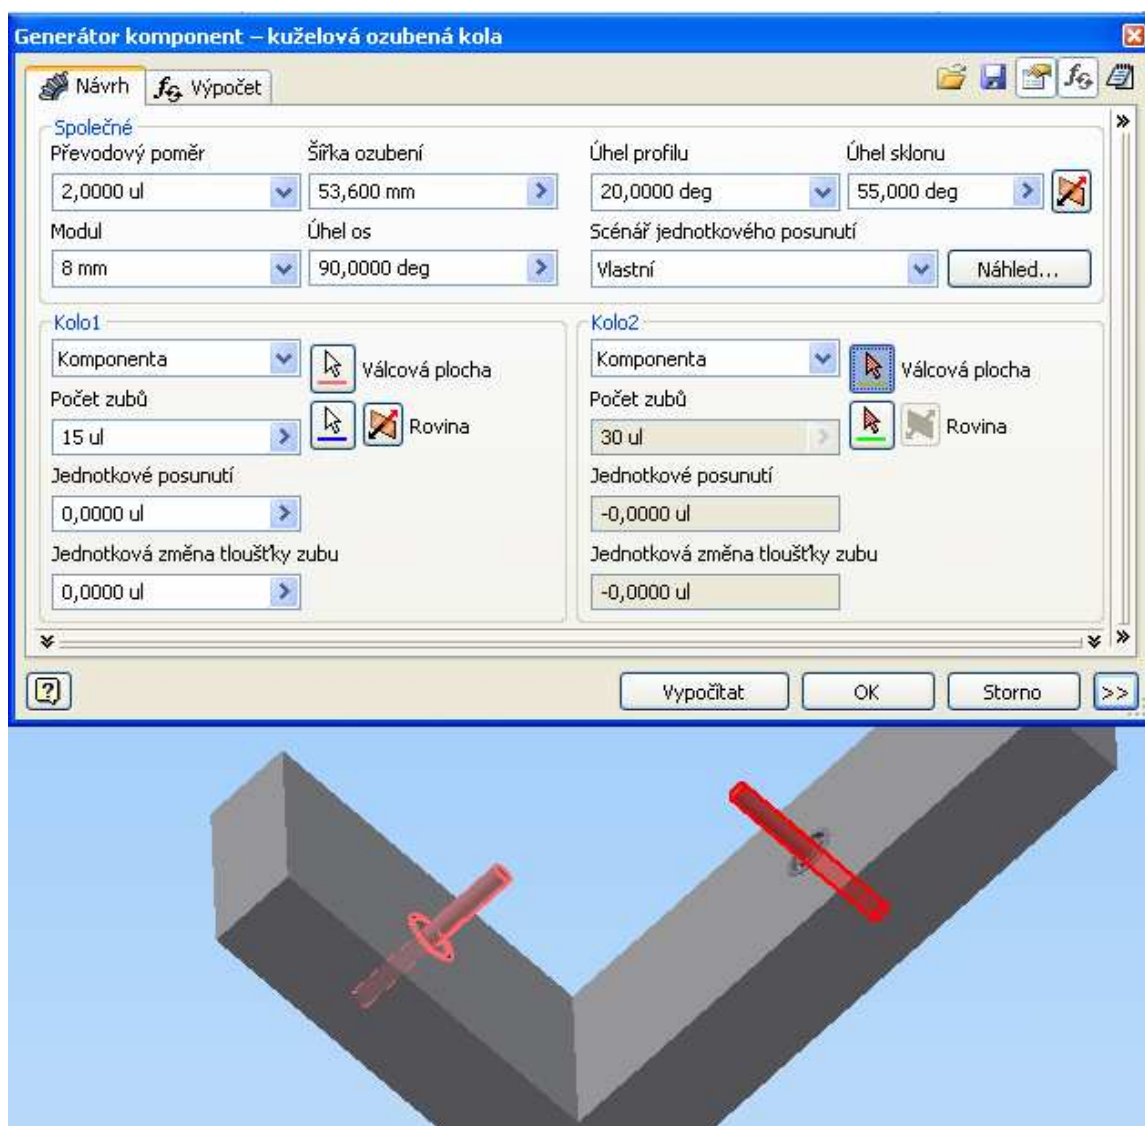 Generátor komponent – kuželová ozubená kola
Návrh
Výpočet
Společné
Převodový poměr
Šířka ozubení
Úhel profilu
Úhel sklonu
2,0000 ul
53,600 mm
20,0000 deg
55,000 deg
Modul
Úhel os
Scénář jednotkového posunutí
8 mm
90,0000 deg
Vlastní
Náhled...
Kolo1
Komponenta
Válcová plocha
Počet zubů
15 ul
Rovina
Jednotkové posunutí
0,0000 ul
Jednotková změna tloušťky zubu
0,0000 ul
Kolo2
Komponenta
Válcová plocha
Počet zubů
30 ul
Rovina
Jednotkové posunutí
-0,0000 ul
Jednotková změna tloušťky zubu
-0,0000 ul
Vypočítat
OK
Storno
>>